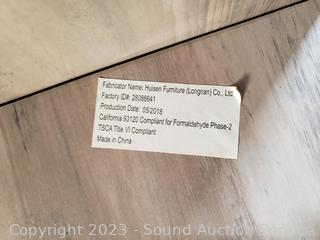 Fabricator Name: Huisen Furniture (Longnan) Co., Ltd.
Factory ID#: 28088641
Production Date: 05/2018
California 93120 Compliant for Formaldehyde Phase-2
TSCA Title VI Compliant
Made in China
Copyright 2023 - Sound Auction Service